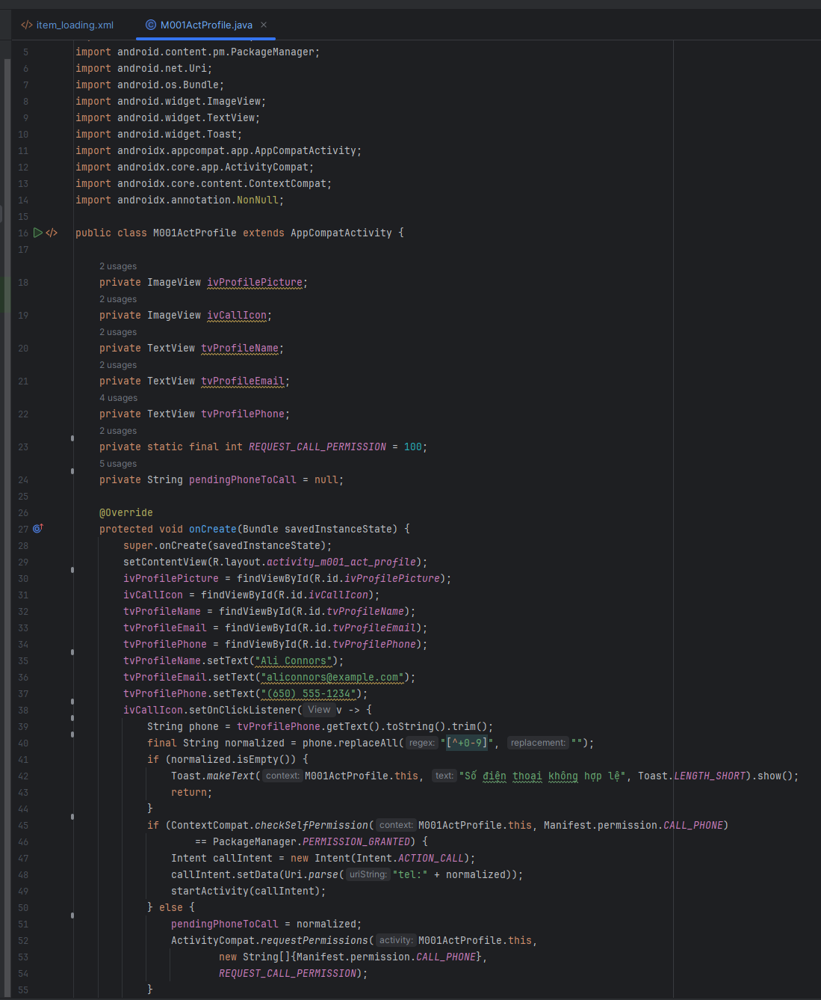 item_loading.xml M001ActProfile.java
5 import android.content.pm.PackageManager;
6 import android.net.Uri;
7 import android.os.Bundle;
8 import android.widget.ImageView;
9 import android.widget.TextView;
10 import android.widget.Toast;
11 import androidx.appcompat.app.AppCompatActivity;
12 import androidx.core.app.ActivityCompat;
13 import androidx.core.content.ContextCompat;
14 import androidx.annotation.NonNull;
15
16 public class M001ActProfile extends AppCompatActivity {
17
2 usages
18 private ImageView ivProfilePicture;
2 usages
19 private ImageView ivCallIcon;
2 usages
20 private TextView tvProfileName;
2 usages
21 private TextView tvProfileEmail;
4 usages
22 private TextView tvProfilePhone;
2 usages
23 private static final int REQUEST_CALL_PERMISSION = 100;
5 usages
24 private String pendingPhoneToCall = null;
25
26 @Override
27 protected void onCreate(Bundle savedInstanceState) {
28 super.onCreate(savedInstanceState);
29 setContentView(R.layout.activity_m001_act_profile);
30 ivProfilePicture = findViewById(R.id.ivProfilePicture);
31 ivCallIcon = findViewById(R.id.ivCallIcon);
32 tvProfileName = findViewById(R.id.tvProfileName);
33 tvProfileEmail = findViewById(R.id.tvProfileEmail);
34 tvProfilePhone = findViewById(R.id.tvProfilePhone);
35 tvProfileName.setText("Ali Connors");
36 tvProfileEmail.setText("aliconnors@example.com");
37 tvProfilePhone.setText("(650) 555-1234");
38 ivCallIcon.setOnClickListener( View v -> {
39 String phone = tvProfilePhone.getText().toString().trim();
40 final String normalized = phone.replaceAll( regex: "[^+0-9]", replacement: "");
41 if (normalized.isEmpty()) {
42 Toast.makeText( context: M001ActProfile.this, text: "Số điện thoại không hợp lệ", Toast.LENGTH_SHORT).show();
43 return;
44 }
45 if (ContextCompat.checkSelfPermission( context: M001ActProfile.this, Manifest.permission.CALL_PHONE)
46 == PackageManager.PERMISSION_GRANTED) {
47 Intent callIntent = new Intent(Intent.ACTION_CALL);
48 callIntent.setData(Uri.parse( uriString: "tel:" + normalized));
49 startActivity(callIntent);
50 } else {
51 pendingPhoneToCall = normalized;
52 ActivityCompat.requestPermissions( activity: M001ActProfile.this,
53 new String[]{Manifest.permission.CALL_PHONE},
54 REQUEST_CALL_PERMISSION);
55 }